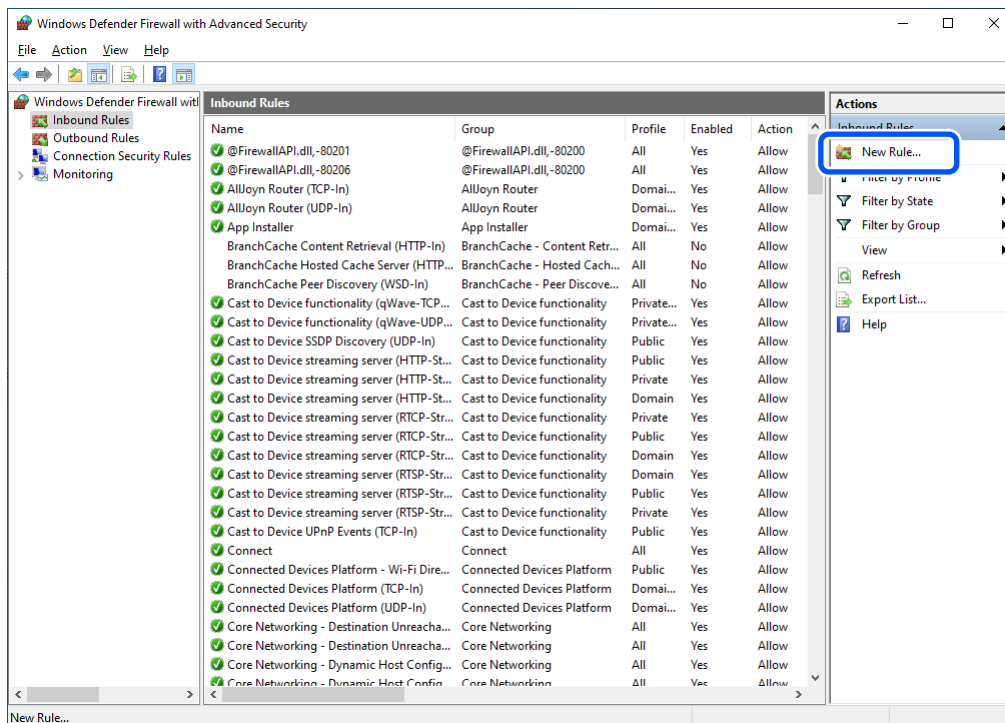 Windows Defender Firewall with Advanced Security
File Action View Help
Windows Defender Firewall witl
Inbound Rules
Outbound Rules
Connection Security Rules
Monitoring
Inbound Rules
Name Group Profile Enabled Action
@FirewallAPI.dll,-80201 @FirewallAPI.dll,-80200 All Yes Allow
@FirewallAPI.dll,-80206 @FirewallAPI.dll,-80200 All Yes Allow
AllJoyn Router (TCP-In) AllJoyn Router Domai... Yes Allow
AllJoyn Router (UDP-In) AllJoyn Router Domai... Yes Allow
App Installer App Installer Domai... Yes Allow
BranchCache Content Retrieval (HTTP-In) BranchCache - Content Retr... All No Allow
BranchCache Hosted Cache Server (HTTP... BranchCache - Hosted Cach... All No Allow
BranchCache Peer Discovery (WSD-In) BranchCache - Peer Discove... All No Allow
Cast to Device functionality (qWave-TCP... Cast to Device functionality Private... Yes Allow
Cast to Device functionality (qWave-UDP... Cast to Device functionality Private... Yes Allow
Cast to Device SSDP Discovery (UDP-In) Cast to Device functionality Public Yes Allow
Cast to Device streaming server (HTTP-St... Cast to Device functionality Public Yes Allow
Cast to Device streaming server (HTTP-St... Cast to Device functionality Private Yes Allow
Cast to Device streaming server (HTTP-St... Cast to Device functionality Domain Yes Allow
Cast to Device streaming server (RTCP-Str... Cast to Device functionality Private Yes Allow
Cast to Device streaming server (RTCP-Str... Cast to Device functionality Public Yes Allow
Cast to Device streaming server (RTCP-Str... Cast to Device functionality Domain Yes Allow
Cast to Device streaming server (RTSP-Str... Cast to Device functionality Domain Yes Allow
Cast to Device streaming server (RTSP-Str... Cast to Device functionality Public Yes Allow
Cast to Device streaming server (RTSP-Str... Cast to Device functionality Private Yes Allow
Cast to Device UPnP Events (TCP-In) Cast to Device functionality Public Yes Allow
Connect Connect All Yes Allow
Connected Devices Platform - Wi-Fi Dire... Connected Devices Platform Public Yes Allow
Connected Devices Platform (TCP-In) Connected Devices Platform Domai... Yes Allow
Connected Devices Platform (UDP-In) Connected Devices Platform Domai... Yes Allow
Core Networking - Destination Unreacha... Core Networking All Yes Allow
Core Networking - Destination Unreacha... Core Networking All Yes Allow
Core Networking - Dynamic Host Config... Core Networking All Yes Allow
Core Networking - Dynamic Host Config... Core Networking All Yes Allow
Actions
Inbound Rules
New Rule...
Filter by Profile
Filter by State
Filter by Group
View
Refresh
Export List...
Help
New Rule...